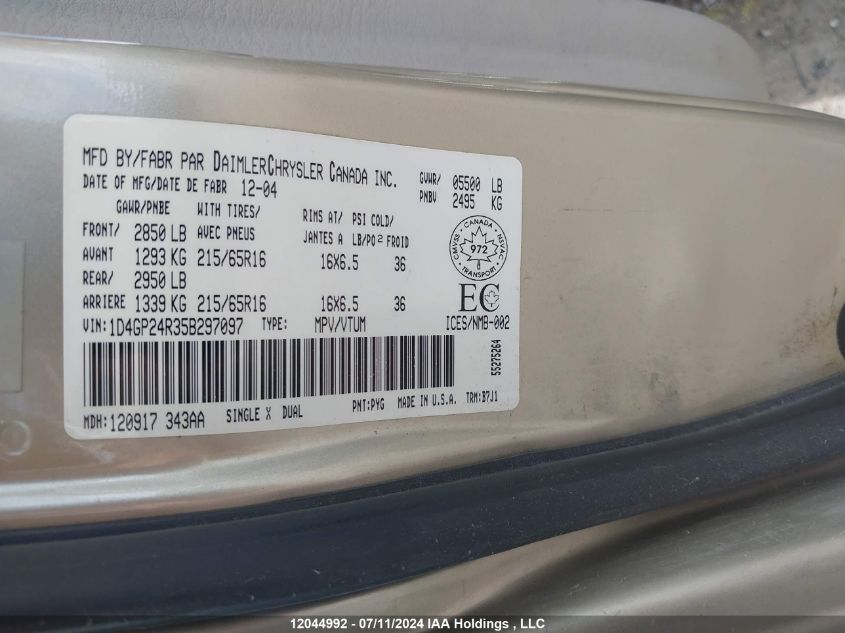 MFD BY/FABR PAR DAIMLERCHRYSLER CANADA INC.
DATE OF MFG/DATE DE FABR 12-04
GVWR/ 05500 LB
PNBV 2495 KG
GAWR/PNBE WITH TIRES/ RIMS AT/ PSI COLD/
FRONT/ 2850 LB AVEC PNEUS JANTES A LB/PO² FROID
AVANT 1293 KG 215/65R16 16X6.5 36
REAR/ 2950 LB
ARRIERE 1339 KG 215/65R16 16X6.5 36
CANADA
CMVSS 972 NSVAC
TRANSPORT
EC
ICES/NMB-002
VIN: 1D4GP24R35B297097 TYPE: MPV/VTUM
55275264
MDH: 120917 343AA SINGLE X DUAL PNT: PYG MADE IN U.S.A. TRM: B7J1
12044992 - 07/11/2024 IAA Holdings , LLC